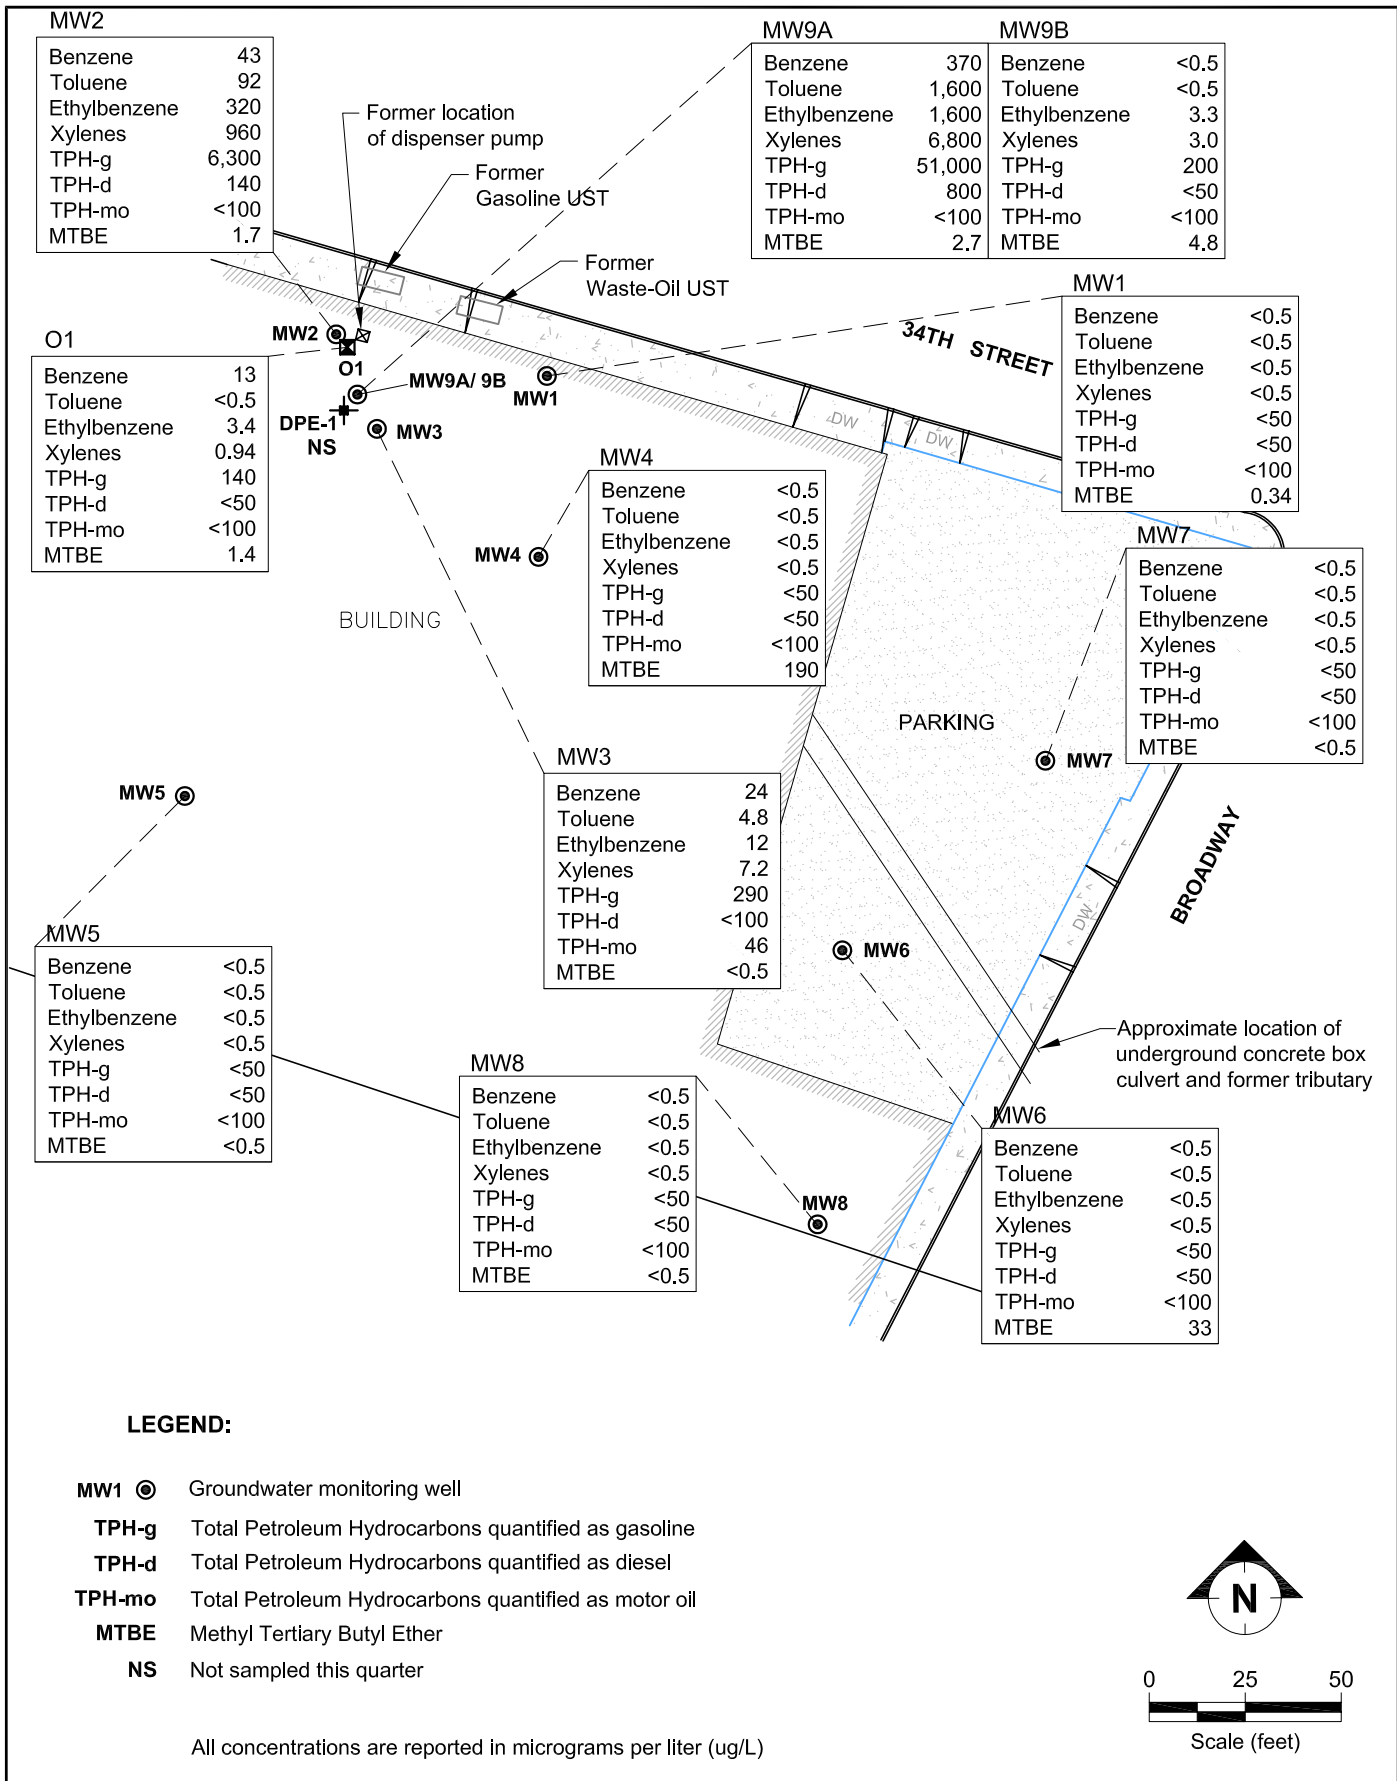 MW2
Benzene 43
Toluene 92
Ethylbenzene 320
Xylenes 960
TPH-g 6,300
TPH-d 140
TPH-mo <100
MTBE 1.7
MW9A
Benzene 370
Toluene 1,600
Ethylbenzene 1,600
Xylenes 6,800
TPH-g 51,000
TPH-d 800
TPH-mo <100
MTBE 2.7
MW9B
Benzene <0.5
Toluene <0.5
Ethylbenzene 3.3
Xylenes 3.0
TPH-g 200
TPH-d <50
TPH-mo <100
MTBE 4.8
Former location
of dispenser pump
Former
Gasoline UST
Former
Waste-Oil UST
MW1
Benzene <0.5
Toluene <0.5
Ethylbenzene <0.5
Xylenes <0.5
TPH-g <50
TPH-d <50
TPH-mo <100
MTBE 0.34
34TH STREET
MW2
O1
MW9A/ 9B
MW1
DPE-1
NS
MW3
DW
DW
O1
Benzene 13
Toluene <0.5
Ethylbenzene 3.4
Xylenes 0.94
TPH-g 140
TPH-d <50
TPH-mo <100
MTBE 1.4
MW4
Benzene <0.5
Toluene <0.5
Ethylbenzene <0.5
Xylenes <0.5
TPH-g <50
TPH-d <50
TPH-mo <100
MTBE 190
MW4
BUILDING
MW7
Benzene <0.5
Toluene <0.5
Ethylbenzene <0.5
Xylenes <0.5
TPH-g <50
TPH-d <50
TPH-mo <100
MTBE <0.5
PARKING
MW7
MW3
Benzene 24
Toluene 4.8
Ethylbenzene 12
Xylenes 7.2
TPH-g 290
TPH-d <100
TPH-mo 46
MTBE <0.5
MW5
BROADWAY
DW
MW6
MW5
Benzene <0.5
Toluene <0.5
Ethylbenzene <0.5
Xylenes <0.5
TPH-g <50
TPH-d <50
TPH-mo <100
MTBE <0.5
Approximate location of
underground concrete box
culvert and former tributary
MW8
Benzene <0.5
Toluene <0.5
Ethylbenzene <0.5
Xylenes <0.5
TPH-g <50
TPH-d <50
TPH-mo <100
MTBE <0.5
MW8
MW6
Benzene <0.5
Toluene <0.5
Ethylbenzene <0.5
Xylenes <0.5
TPH-g <50
TPH-d <50
TPH-mo <100
MTBE 33
LEGEND:
MW1 Groundwater monitoring well
TPH-g Total Petroleum Hydrocarbons quantified as gasoline
TPH-d Total Petroleum Hydrocarbons quantified as diesel
TPH-mo Total Petroleum Hydrocarbons quantified as motor oil
MTBE Methyl Tertiary Butyl Ether
NS Not sampled this quarter
All concentrations are reported in micrograms per liter (ug/L)
N
0 25 50
Scale (feet)